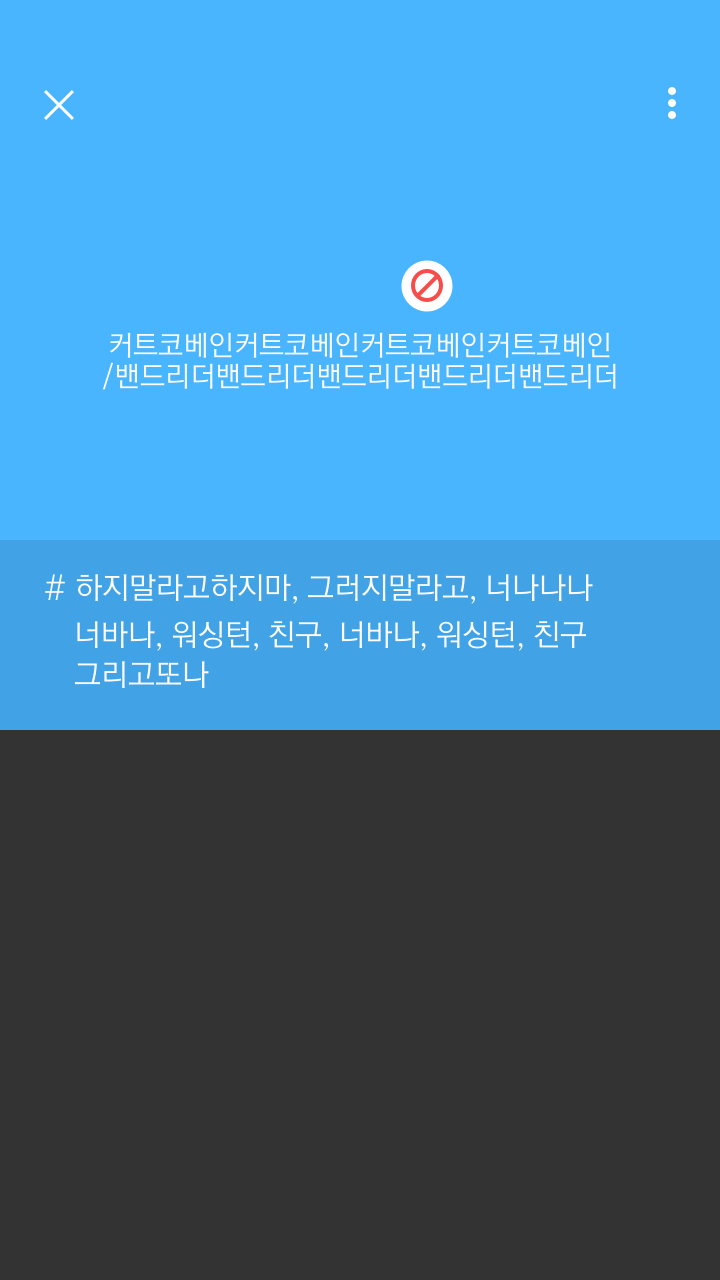 커트코베인커트코베인커트코베인커트코베인
/밴드리더밴드리더밴드리더밴드리더밴드리더
# 하지말라고하지마, 그러지말라고, 너나나나
너바나, 워싱턴, 친구, 너바나, 워싱턴, 친구
그리고또나